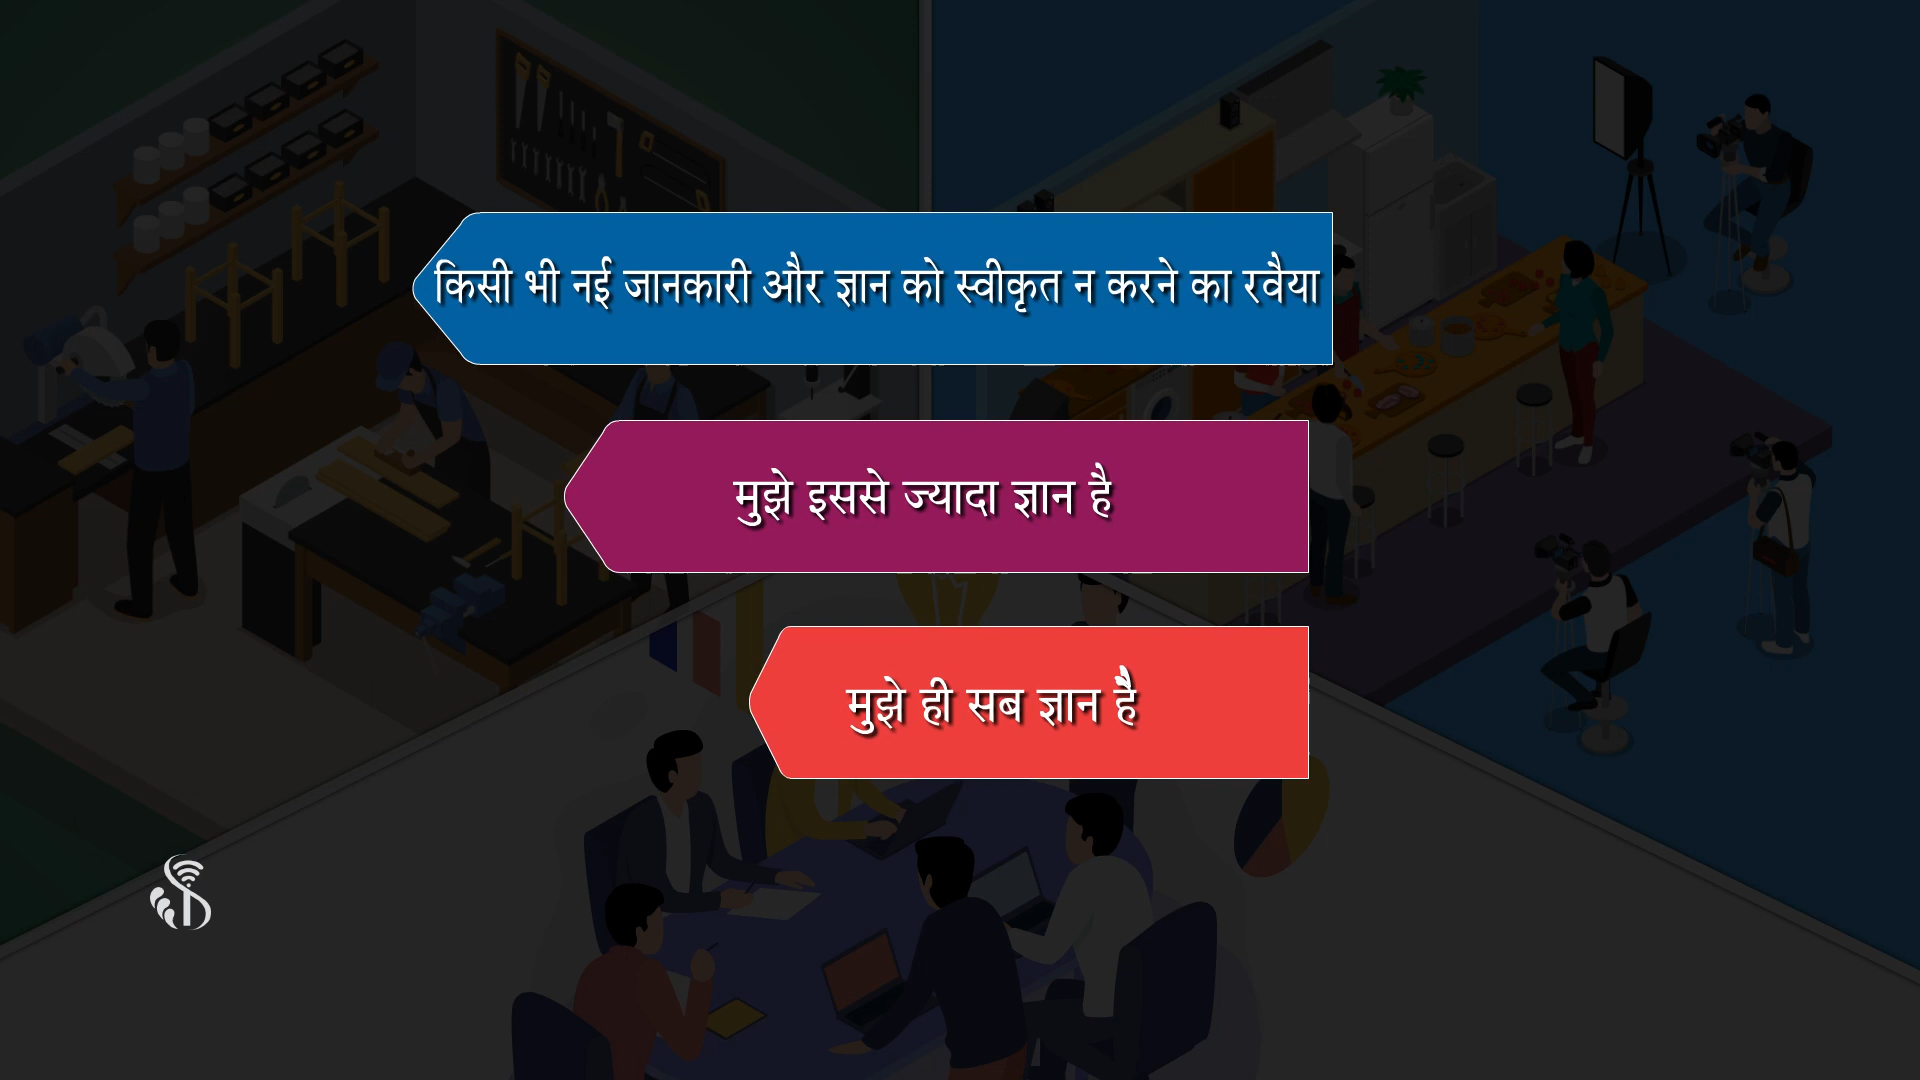 किसी भी नई जानकारी और ज्ञान को स्वीकृत न करने का रवैया
मुझे इससे ज्यादा ज्ञान है
मुझे ही सब ज्ञान है